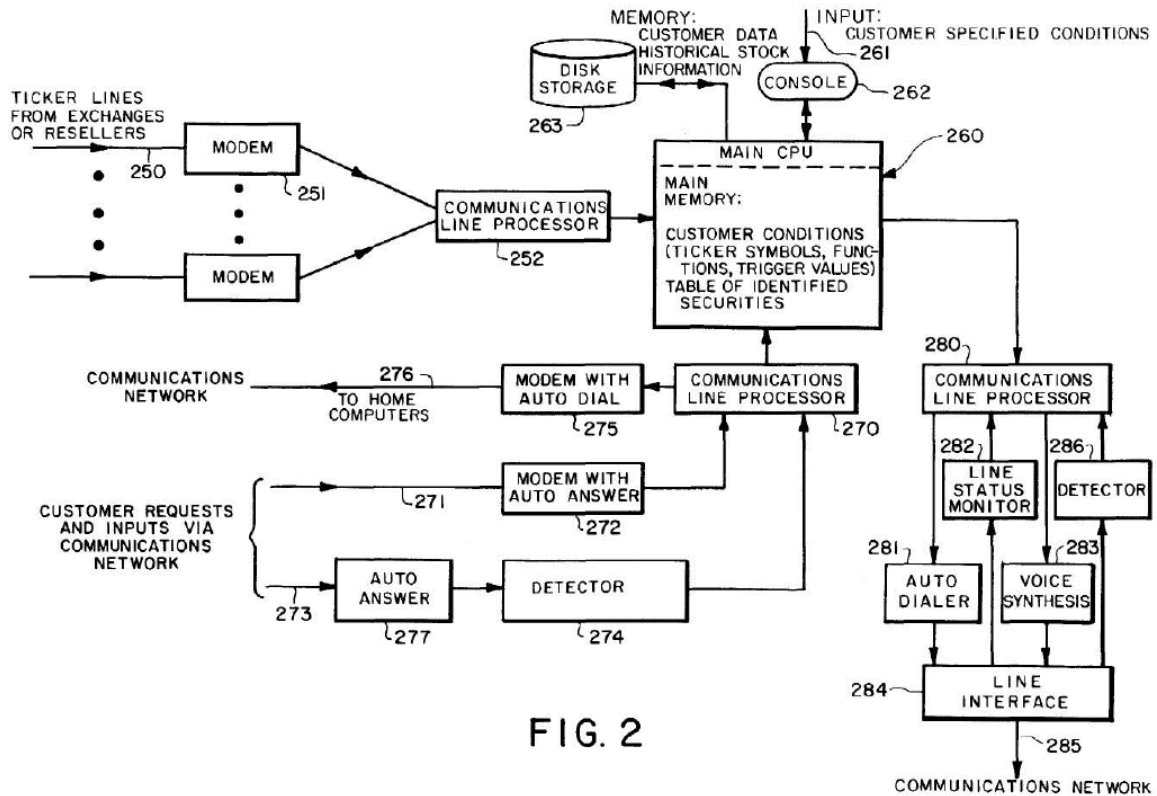 MEMORY:
CUSTOMER DATA
HISTORICAL STOCK
INFORMATION
INPUT:
CUSTOMER SPECIFIED CONDITIONS
261
DISK
STORAGE
263
CONSOLE
262
TICKER LINES
FROM EXCHANGES
OR RESELLERS
250
MODEM
251
MODEM
COMMUNICATIONS
LINE PROCESSOR
252
MAIN CPU
260
MAIN
MEMORY:
CUSTOMER CONDITIONS
(TICKER SYMBOLS, FUNC-
TIONS, TRIGGER VALUES)
TABLE OF IDENTIFIED
SECURITIES
COMMUNICATIONS
NETWORK
276
TO HOME
COMPUTERS
MODEM WITH
AUTO DIAL
275
COMMUNICATIONS
LINE PROCESSOR
270
CUSTOMER REQUESTS
AND INPUTS VIA
COMMUNICATIONS
NETWORK
271
MODEM WITH
AUTO ANSWER
272
273
AUTO
ANSWER
277
DETECTOR
274
280
COMMUNICATIONS
LINE PROCESSOR
282
LINE
STATUS
MONITOR
286
DETECTOR
281
AUTO
DIALER
283
VOICE
SYNTHESIS
284
LINE
INTERFACE
285
COMMUNICATIONS NETWORK
FIG. 2